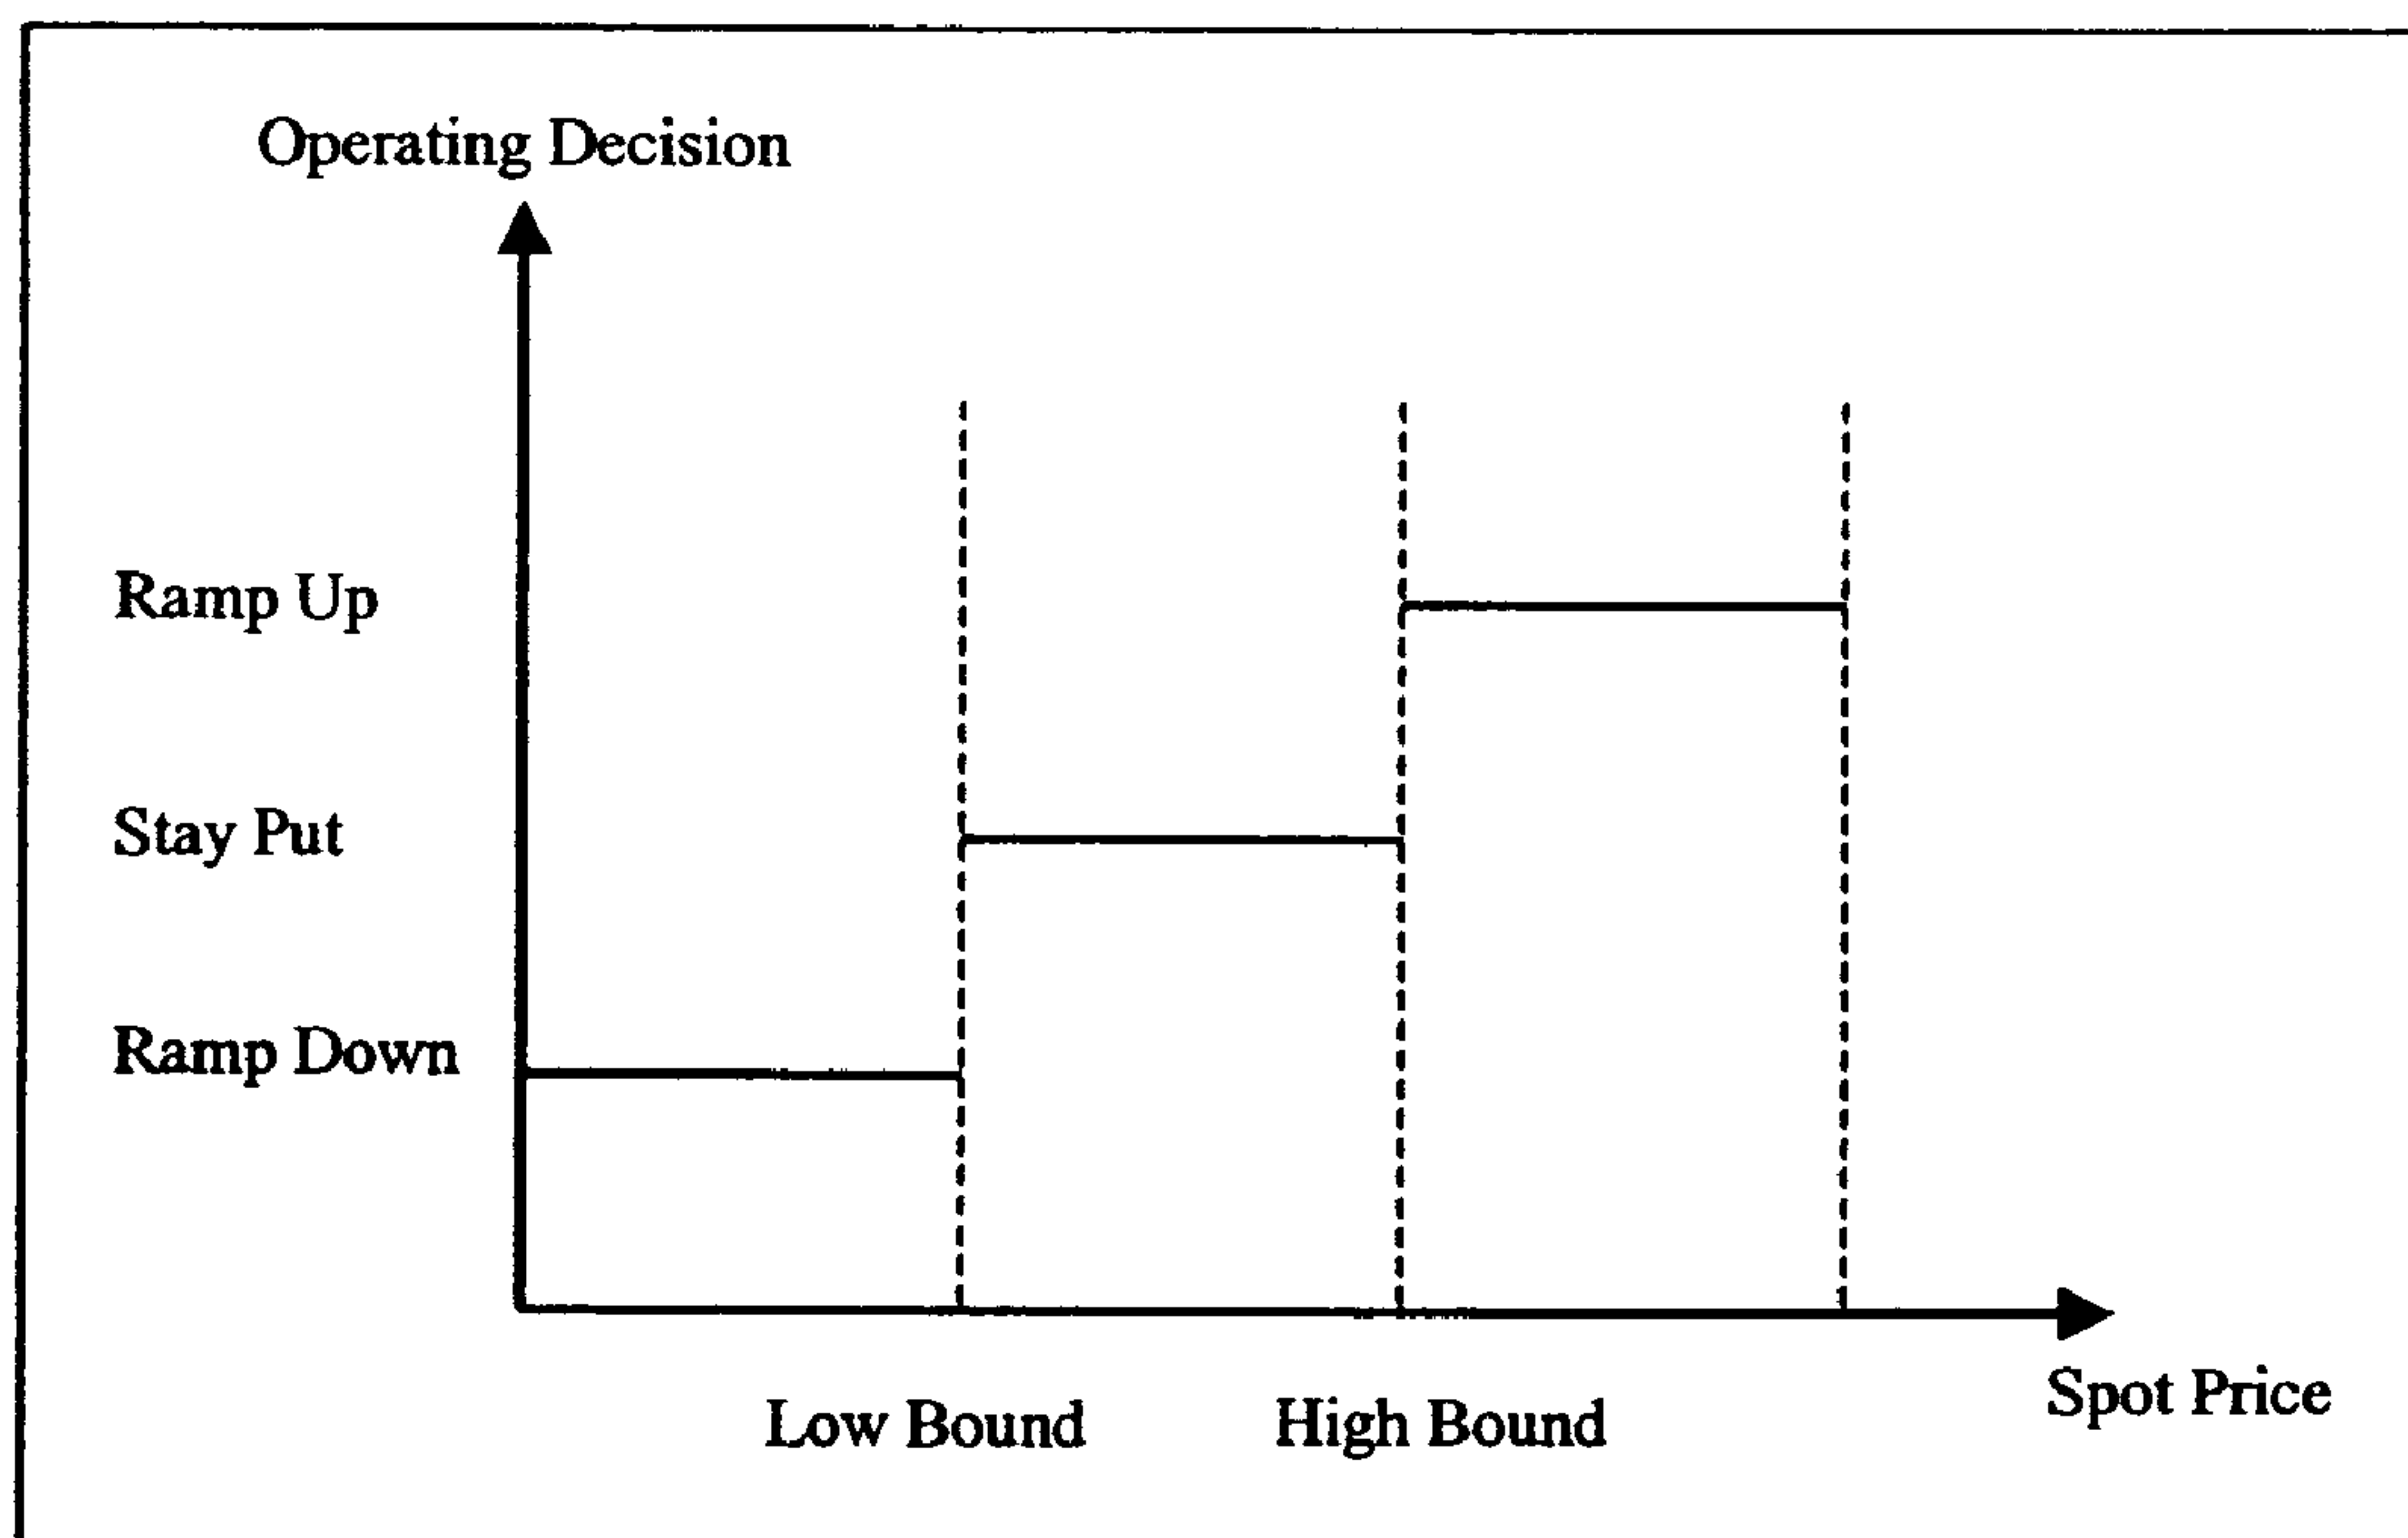 Operating Decision
Ramp Up
Stay Put
Ramp Down
Low Bound
High Bound
Spot Price